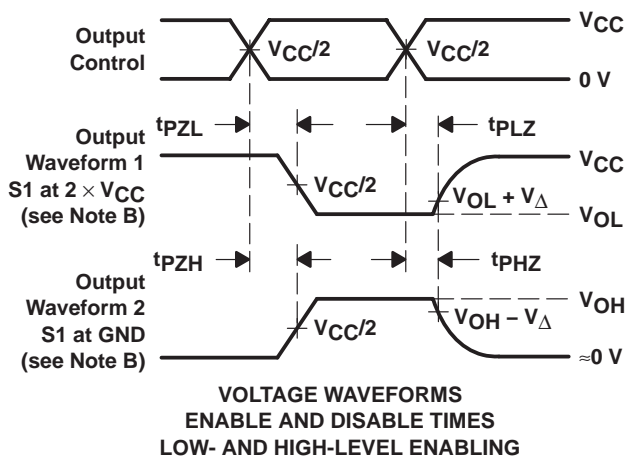 Output
Control
VCC/2
VCC/2
VCC
0 V
tPZL
tPLZ
Output
Waveform 1
S1 at 2 × VCC
(see Note B)
VCC/2
VCC
VOL + VΔ
VOL
tPZH
tPHZ
Output
Waveform 2
S1 at GND
(see Note B)
VCC/2
VOH
VOH − VΔ
≈0 V
VOLTAGE WAVEFORMS
ENABLE AND DISABLE TIMES
LOW- AND HIGH-LEVEL ENABLING